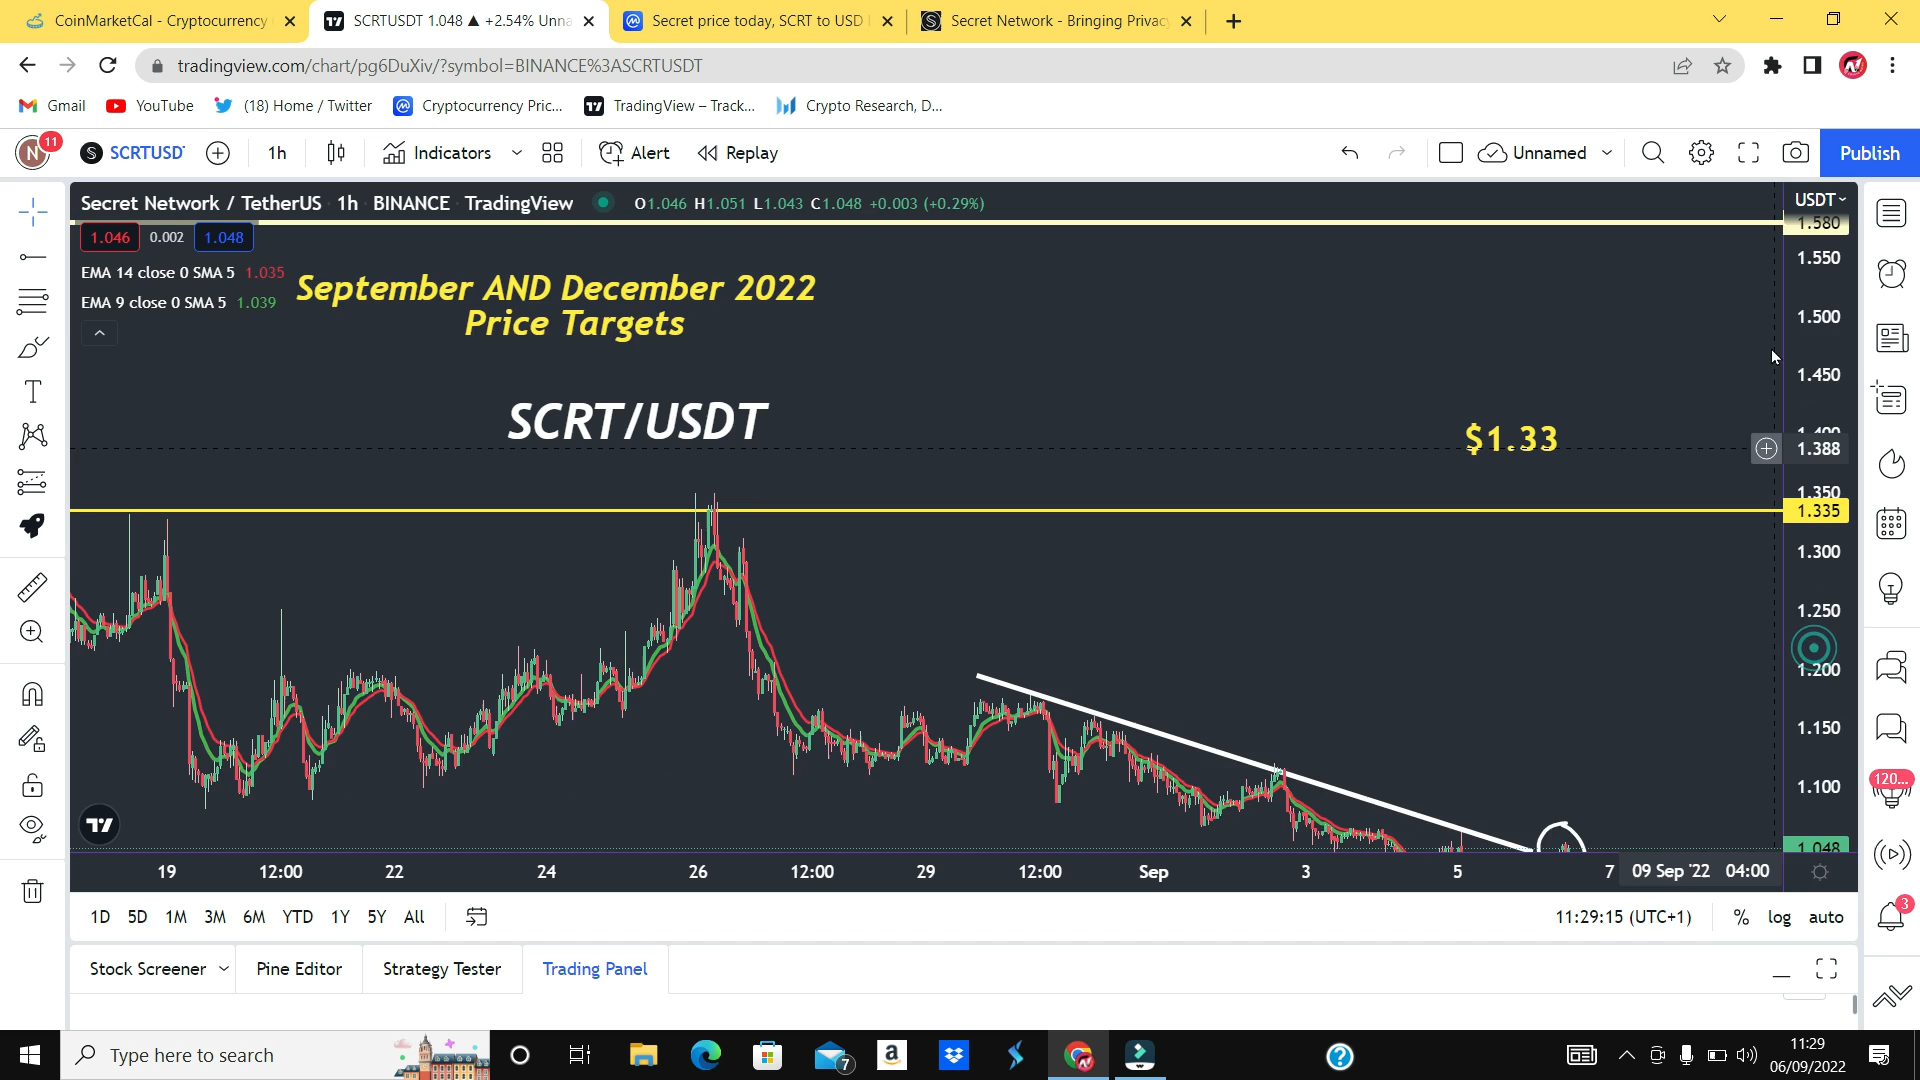 CoinMarketCal - Cryptocurrency
SCRTUSDT 1.048 ▲ +2.54% Unna
Secret price today, SCRT to USD
Secret Network - Bringing Privac
tradingview.com/chart/pg6DuXiv/?symbol=BINANCE%3ASCRTUSDT
Gmail
YouTube
(18) Home / Twitter
Cryptocurrency Pric...
TradingView – Track...
Crypto Research, D...
N
11
S
SCRTUSDT
1h
Indicators
Alert
Replay
Unnamed
Publish
Secret Network / TetherUS 1h BINANCE TradingView
O1.046 H1.051 L1.043 C1.048 +0.003 (+0.29%)
USDT
1.046 0.002 1.048
EMA 14 close 0 SMA 5 1.035
EMA 9 close 0 SMA 5 1.039
September AND December 2022
Price Targets
SCRT/USDT
$1.33
1.580
1.550
1.500
1.450
1.400
1.388
1.350
1.335
1.300
1.250
1.200
1.150
1.100
1.048
19 12:00 22 24 26 12:00 29 12:00 Sep 3 5 7 09 Sep '22 04:00
1D 5D 1M 3M 6M YTD 1Y 5Y All
11:29:15 (UTC+1)
% log auto
120...
3
Stock Screener
Pine Editor
Strategy Tester
Trading Panel
Type here to search
7
11:29
06/09/2022